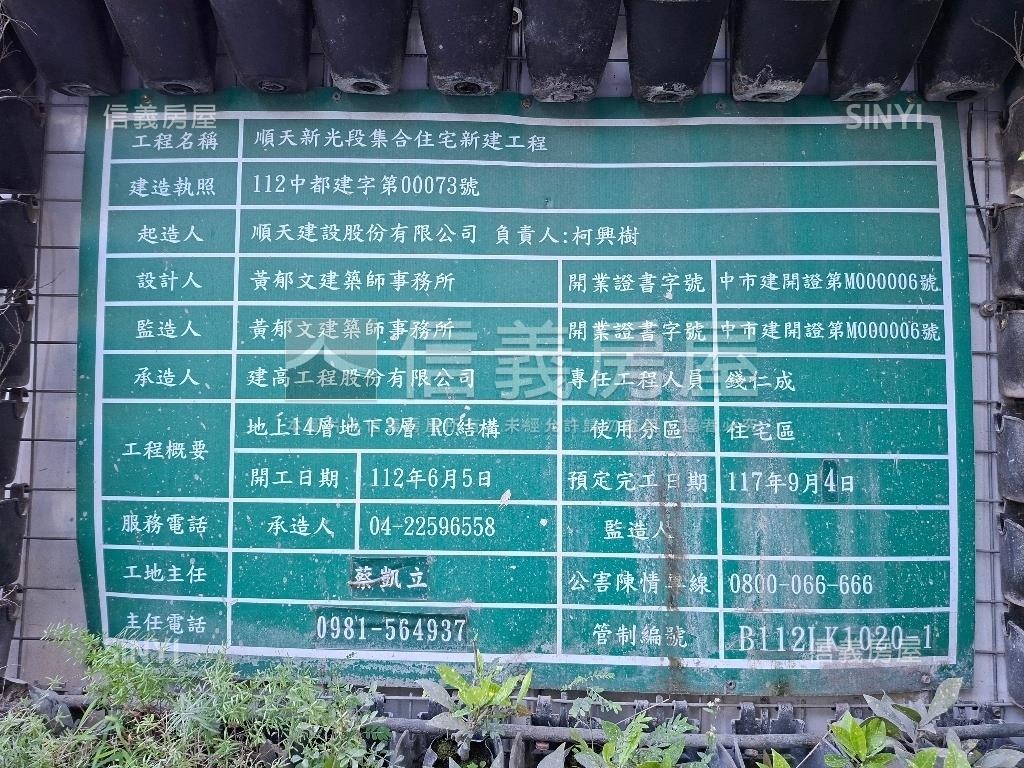 信義房屋 SINYI
工程名稱 順天新光段集合住宅新建工程
建造執照 112中都建字第00073號
起造人 順天建設股份有限公司 負責人:柯興樹
設計人 黃郁文建築師事務所 開業證書字號 中市建開證第M000006號
監造人 黃郁文建築師事務所 開業證書字號 中市建開證第M000006號
信義房屋
承造人 建高工程股份有限公司 專任工程人員 錢仁成
工程概要 地上14層地下3層 RC結構 使用分區 住宅區
開工日期 112年6月5日 預定完工日期 117年9月4日
服務電話 承造人 04-22596558 監造人
工地主任 蔡凱立 公害陳情專線 0800-066-666
主任電話 0981-564937 管制編號
SINYI 信義房屋